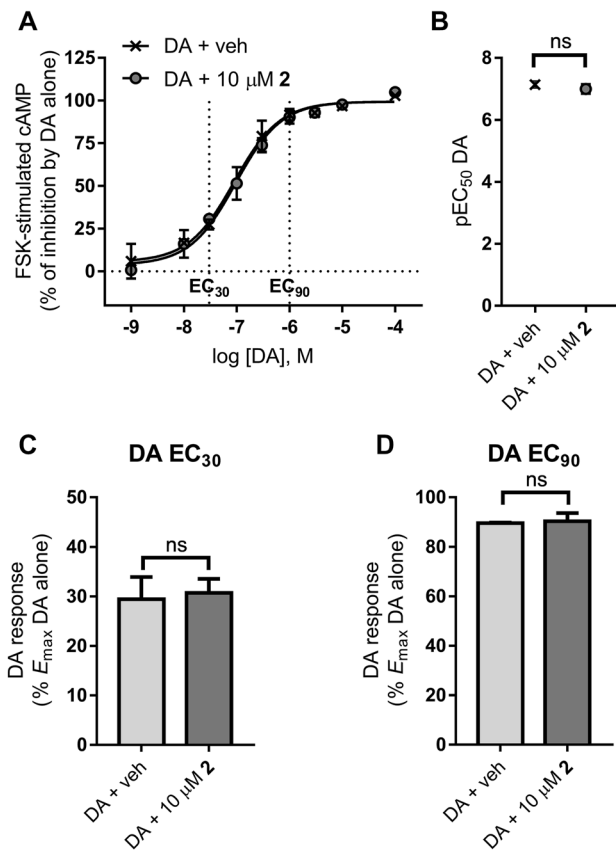 A
DA + veh
DA + 10 μM 2
FSK-stimulated cAMP
(% of inhibition by DA alone)
125
100
75
50
25
0
EC30
EC90
-9
-8
-7
-6
-5
-4
log [DA], M
B
ns
pEC50 DA
8
6
4
2
0
DA + veh
DA + 10 μM 2
C
DA EC30
ns
DA response
(% Emax DA alone)
50
40
30
20
10
0
DA + veh
DA + 10 μM 2
D
DA EC90
ns
DA response
(% Emax DA alone)
100
80
60
40
20
0
DA + veh
DA + 10 μM 2